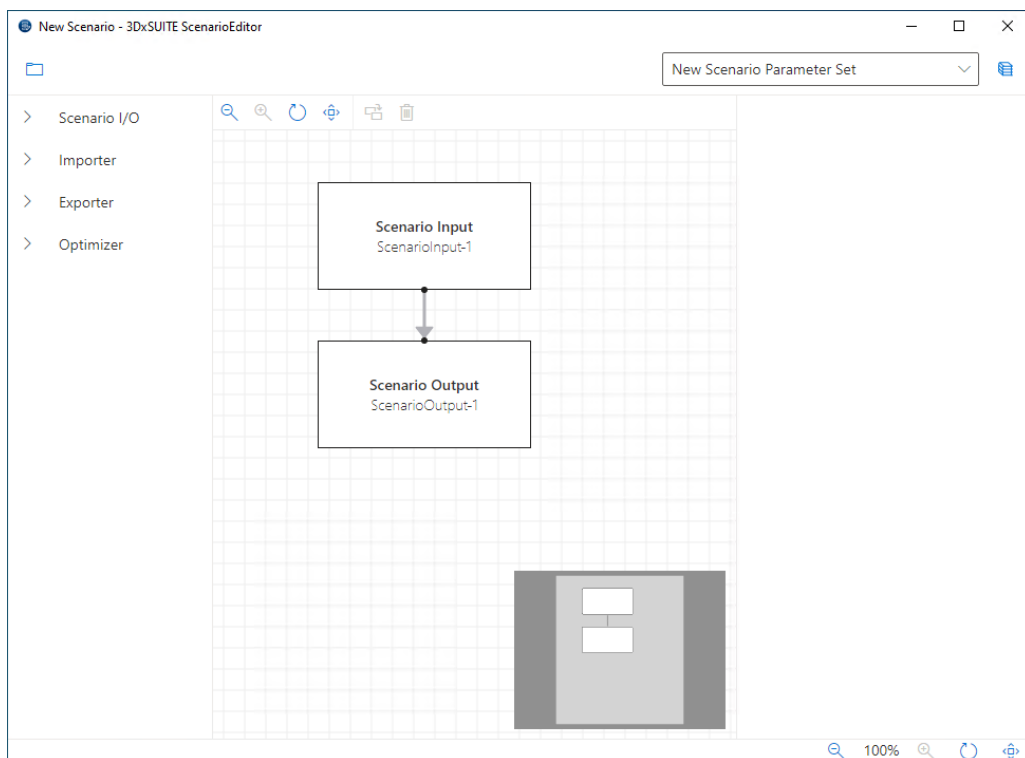 New Scenario - 3DxSUITE ScenarioEditor
New Scenario Parameter Set
Scenario I/O
Importer
Exporter
Optimizer
Scenario Input
ScenarioInput-1
Scenario Output
ScenarioOutput-1
100%